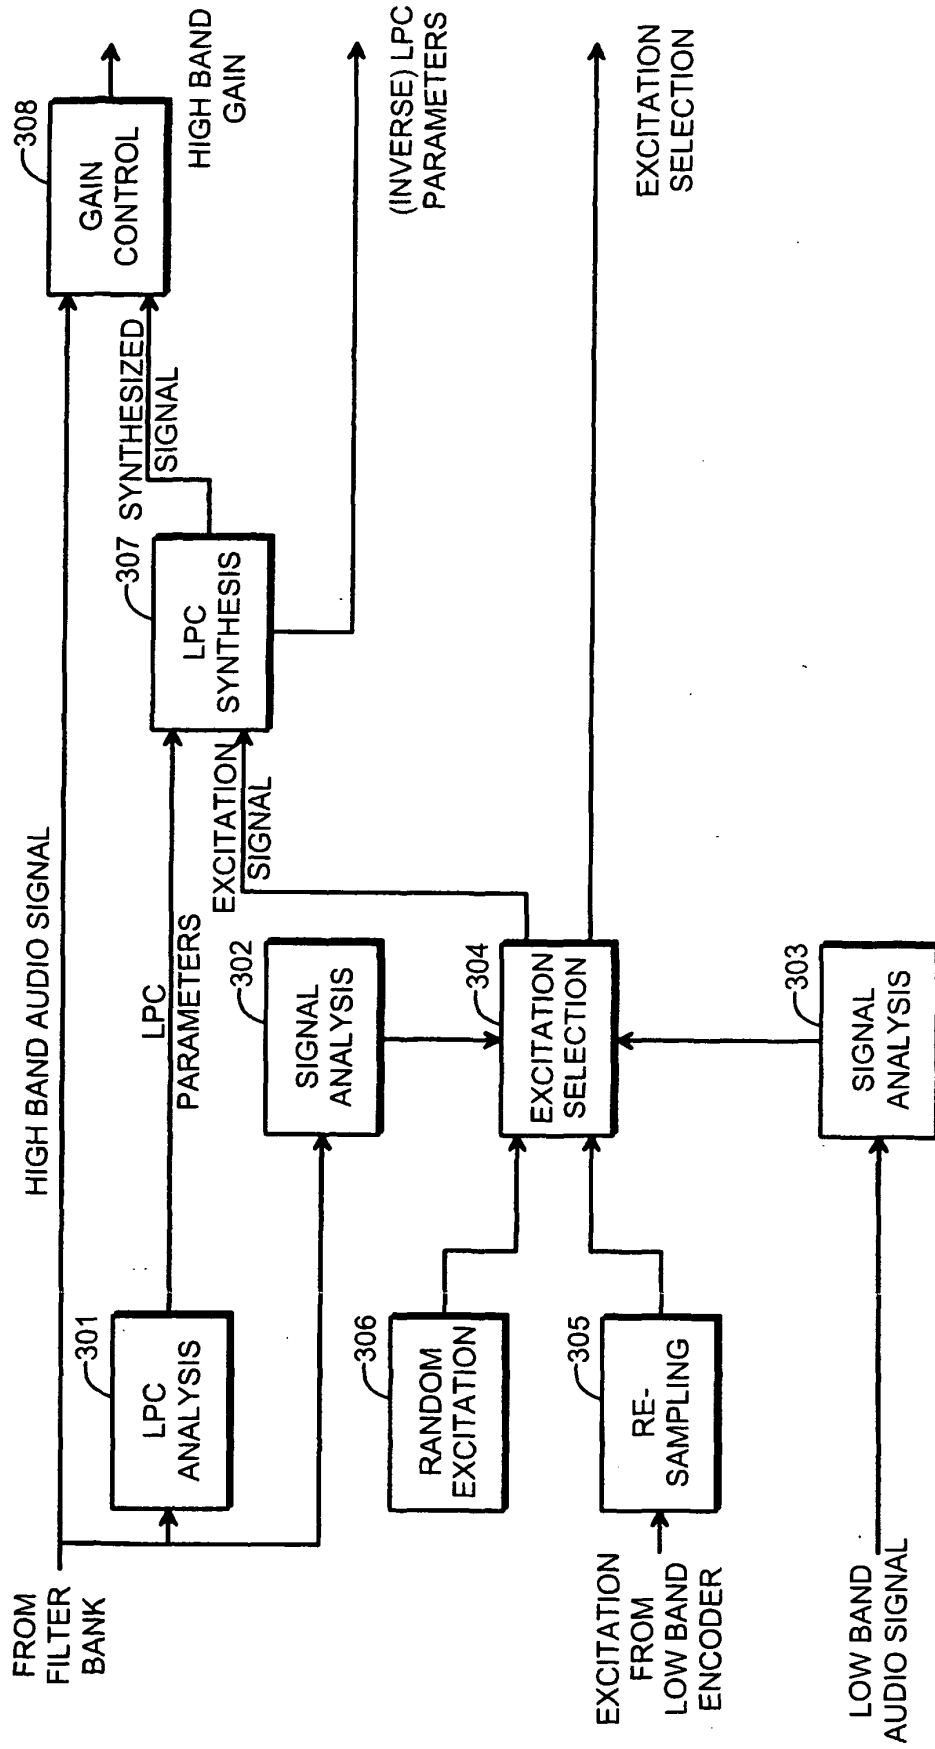 FROM
FILTER
BANK
HIGH BAND AUDIO SIGNAL
308
GAIN
CONTROL
HIGH BAND
GAIN
301
LPC
ANALYSIS
LPC
PARAMETERS
307
LPC
SYNTHESIS
SYNTHESIZED
SIGNAL
(INVERSE) LPC
PARAMETERS
302
SIGNAL
ANALYSIS
EXCITATION
SIGNAL
306
RANDOM
EXCITATION
304
EXCITATION
SELECTION
EXCITATION
SELECTION
EXCITATION
FROM
LOW BAND
ENCODER
305
RE-
SAMPLING
303
SIGNAL
ANALYSIS
LOW BAND
AUDIO SIGNAL